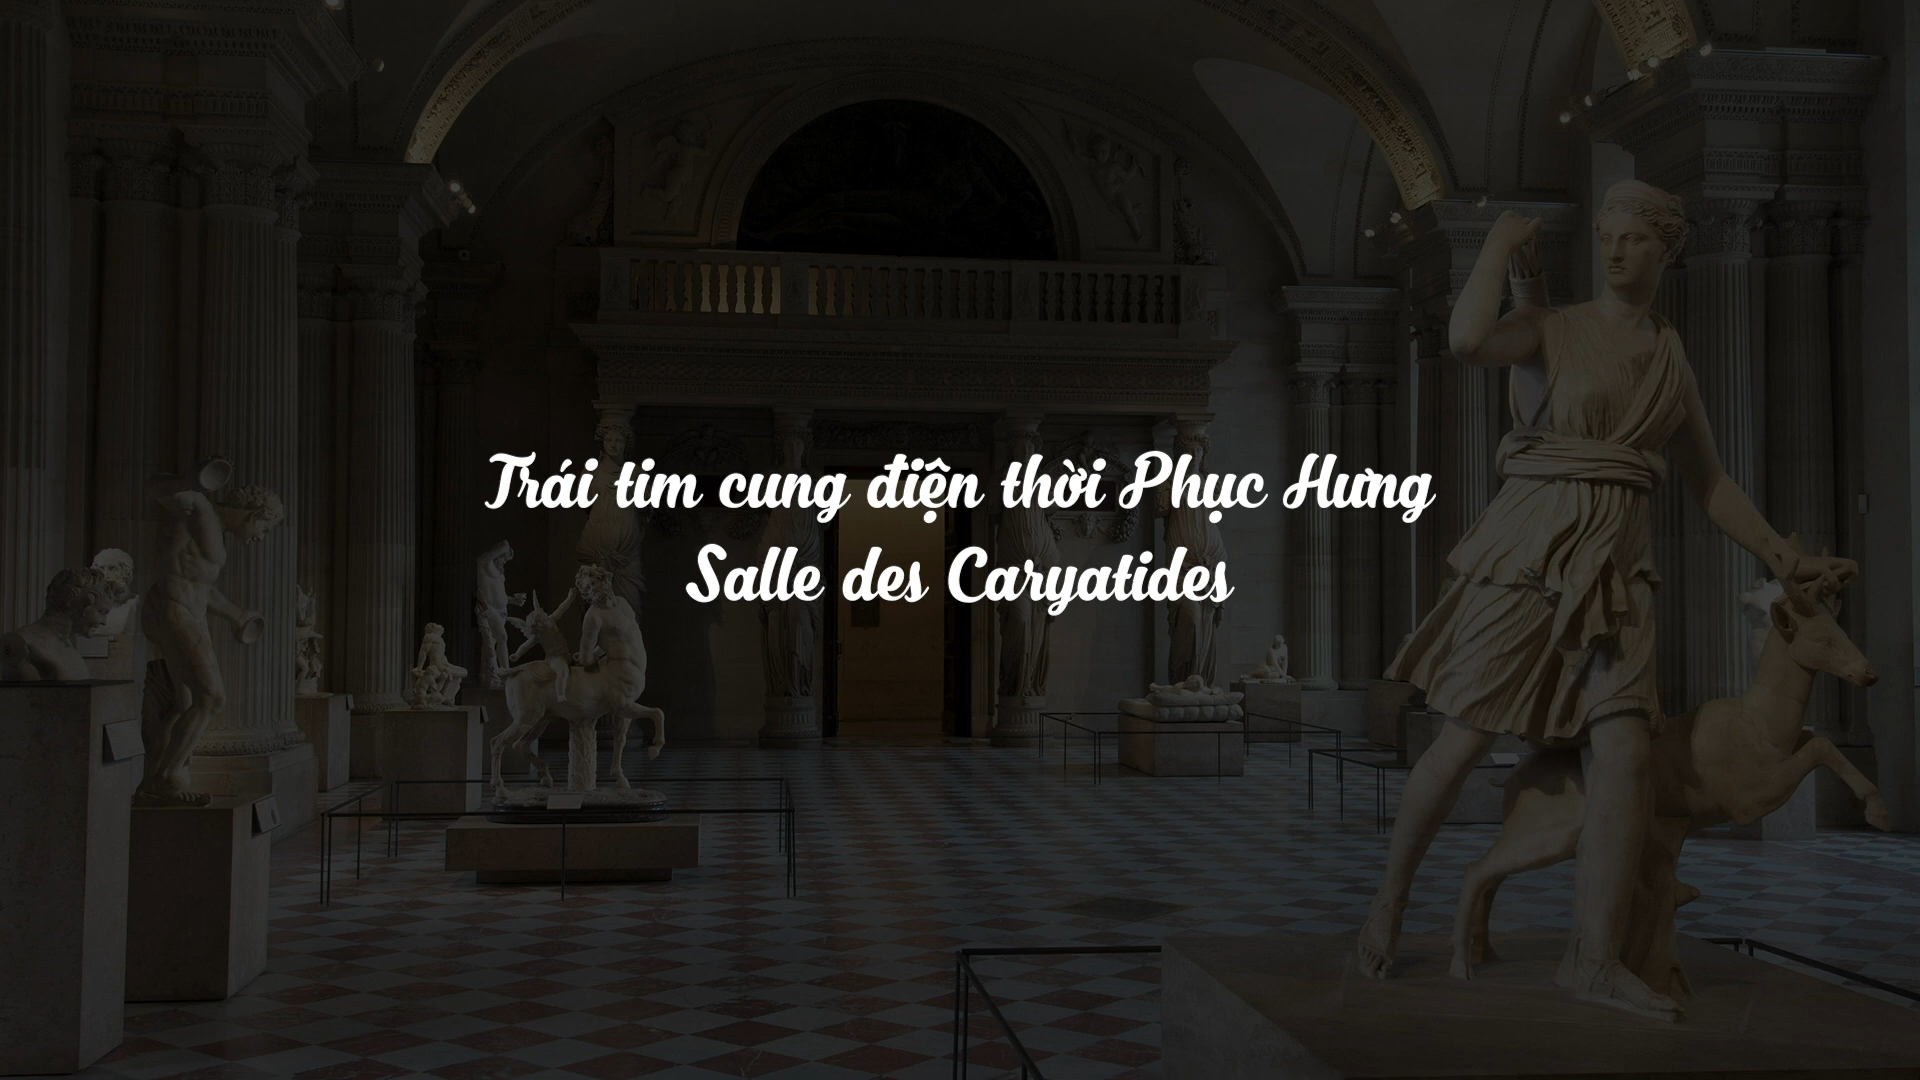 Trái tim cung điện thời Phục Hưng
Salle des Caryatides